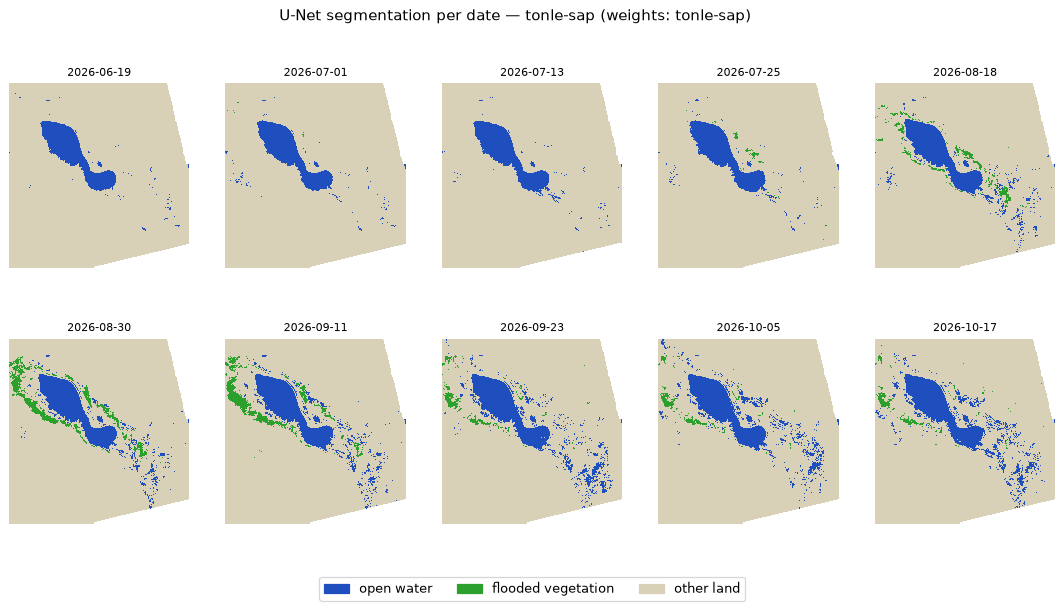 U-Net segmentation per date — tonle-sap (weights: tonle-sap)
2026-06-19
2026-07-01
2026-07-13
2026-07-25
2026-08-18
2026-08-30
2026-09-11
2026-09-23
2026-10-05
2026-10-17
open water
flooded vegetation
other land